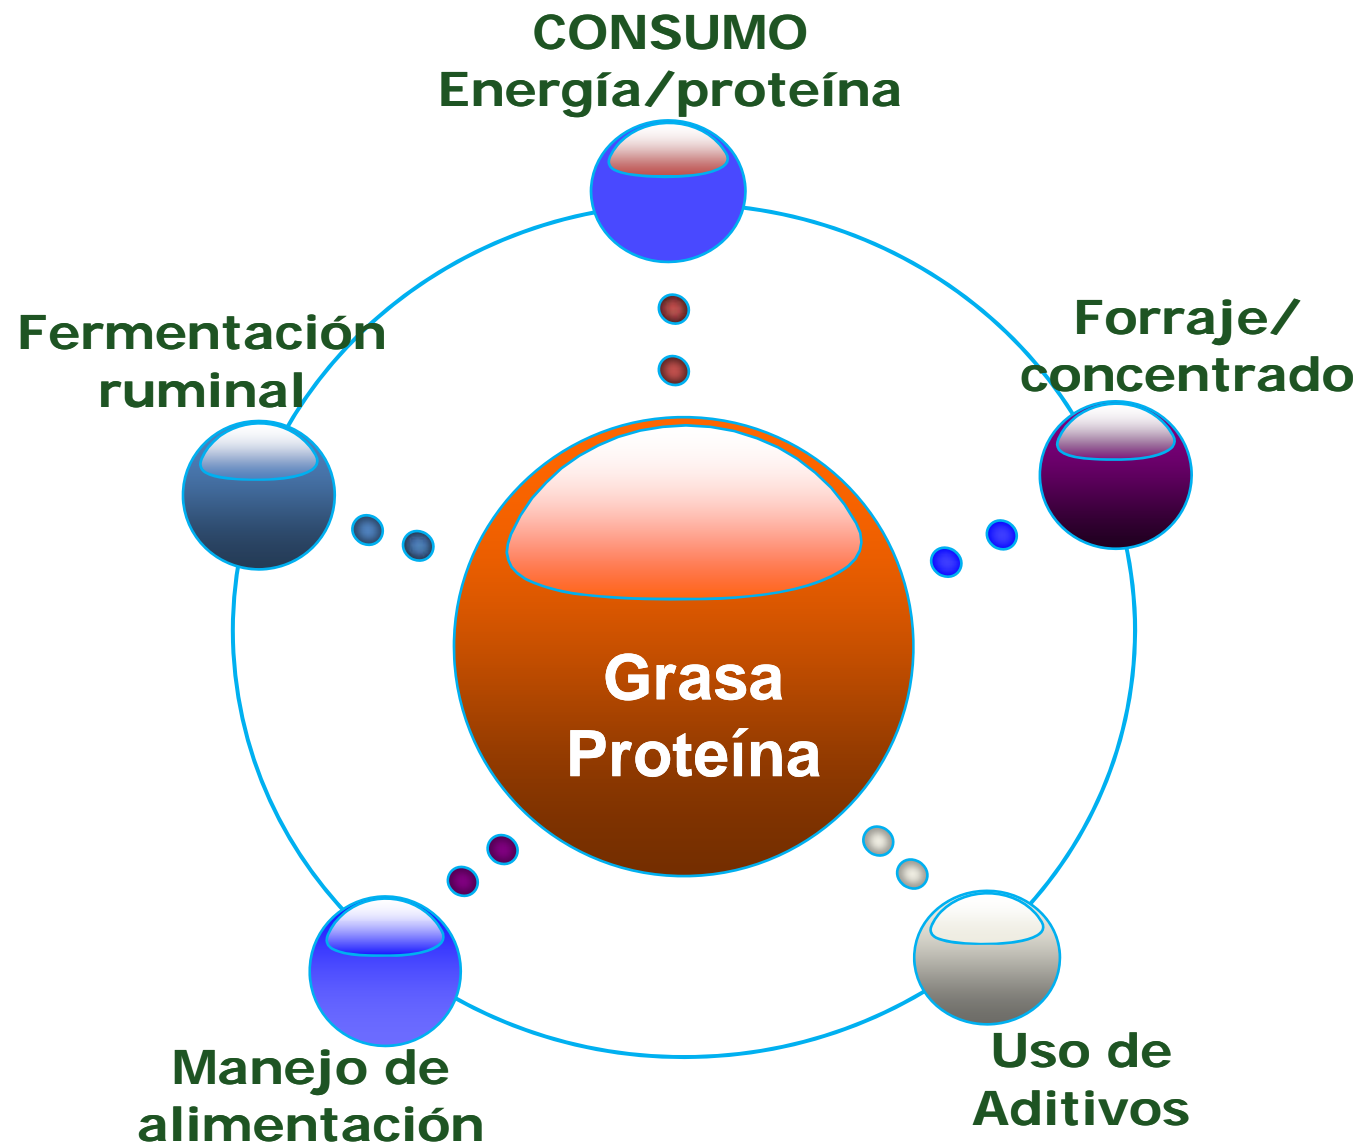 CONSUMO
Energía/proteína
Forraje/
concentrado
Fermentación
ruminal
Grasa
Proteína
Uso de
Aditivos
Manejo de
alimentación